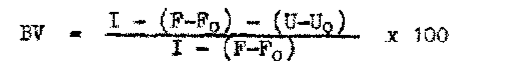 BV = I - (F-F₀) - (U-U₀) / I - (F-F₀) x 100